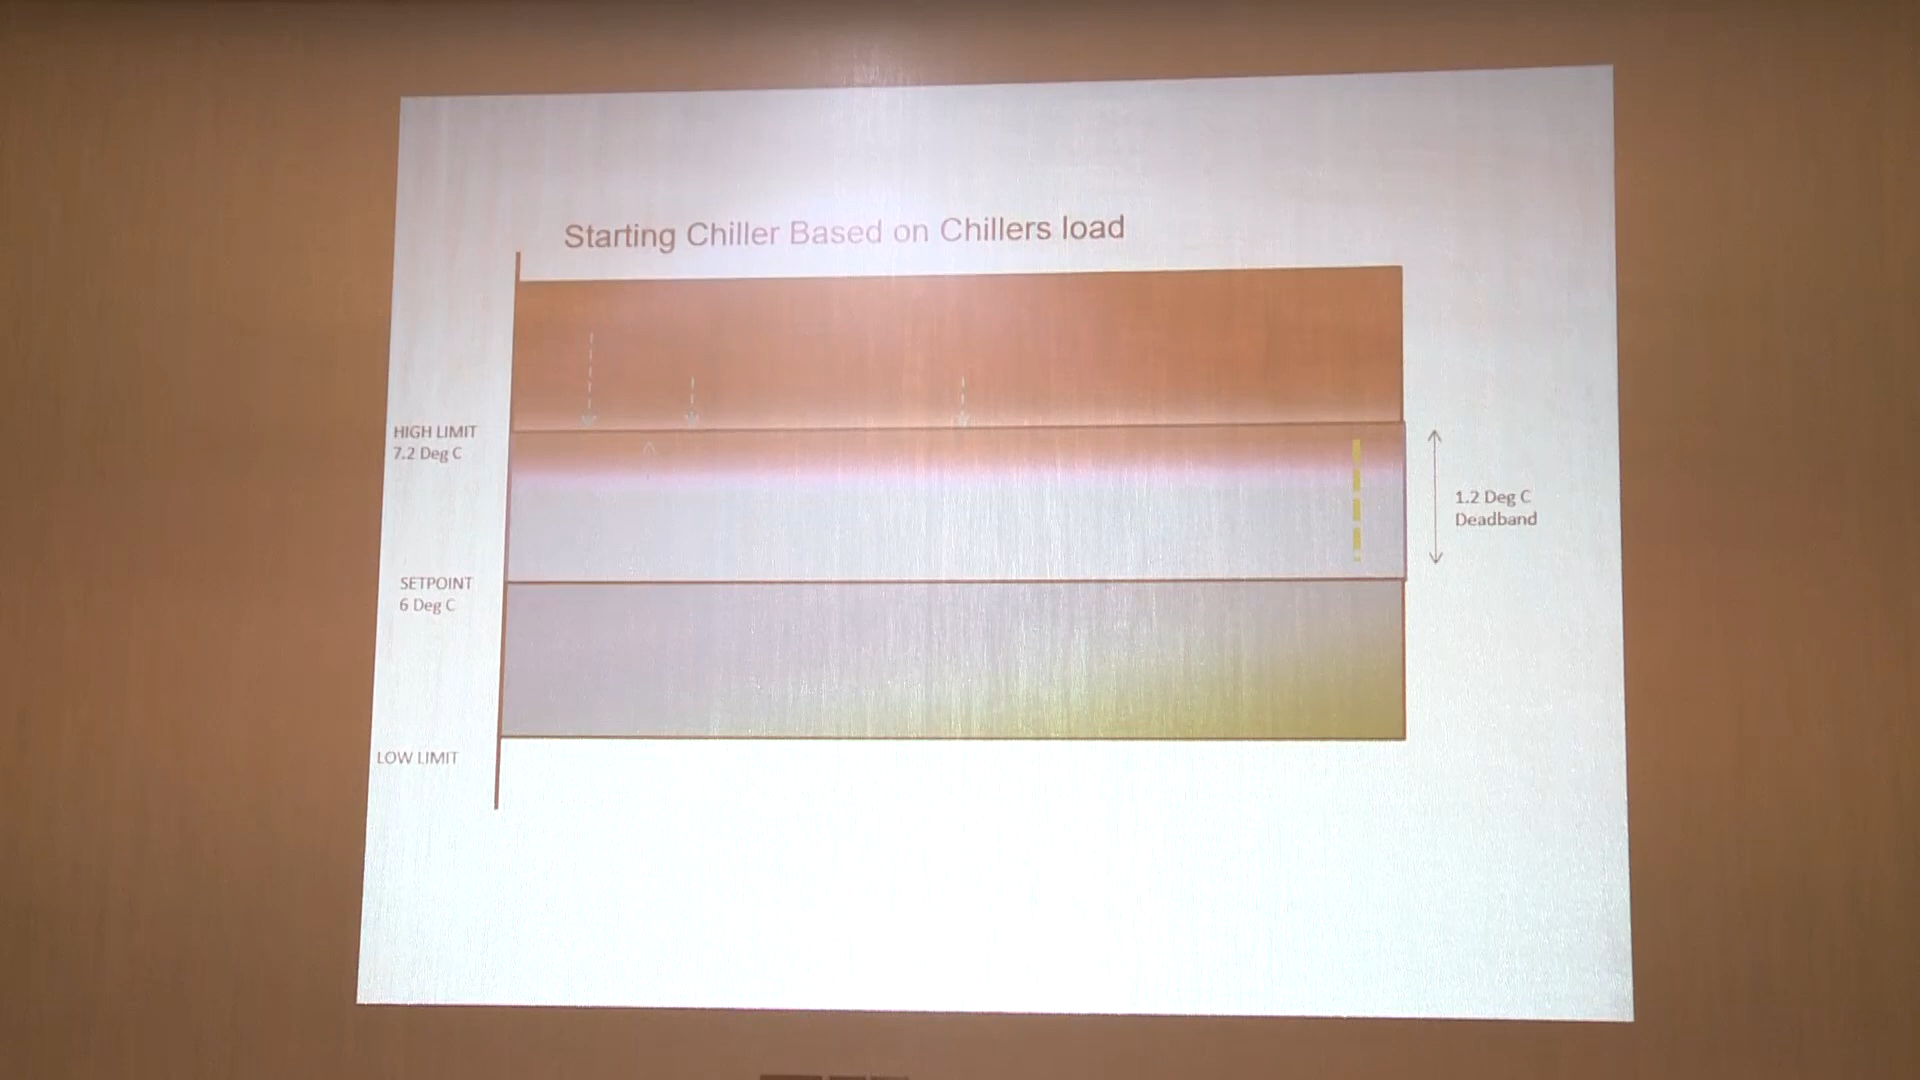 Starting Chiller Based on Chillers load
HIGH LIMIT
7.2 Deg C
1.2 Deg C
Deadband
SETPOINT
6 Deg C
LOW LIMIT